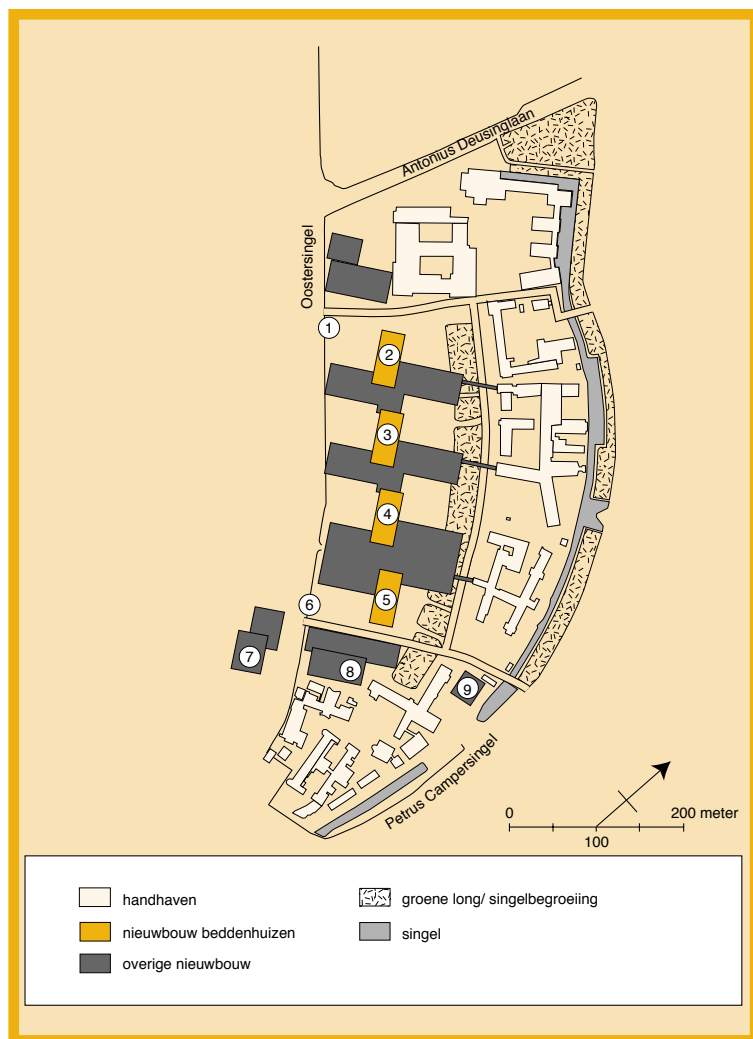 Antonius Deusinglaan
Oostersingel
1
2
3
4
5
6
7
8
9
Petrus Campersingel
0
200 meter
100
handhaven
groene long/ singelbegroeiing
nieuwbouw beddenhuizen
singel
overige nieuwbouw